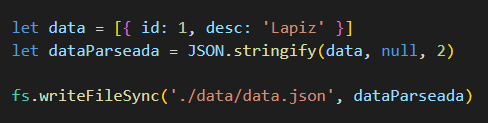 let data = [{ id: 1, desc: 'Lapiz' }]
let dataParseada = JSON.stringify(data, null, 2)
fs.writeFileSync('./data/data.json', dataParseada)